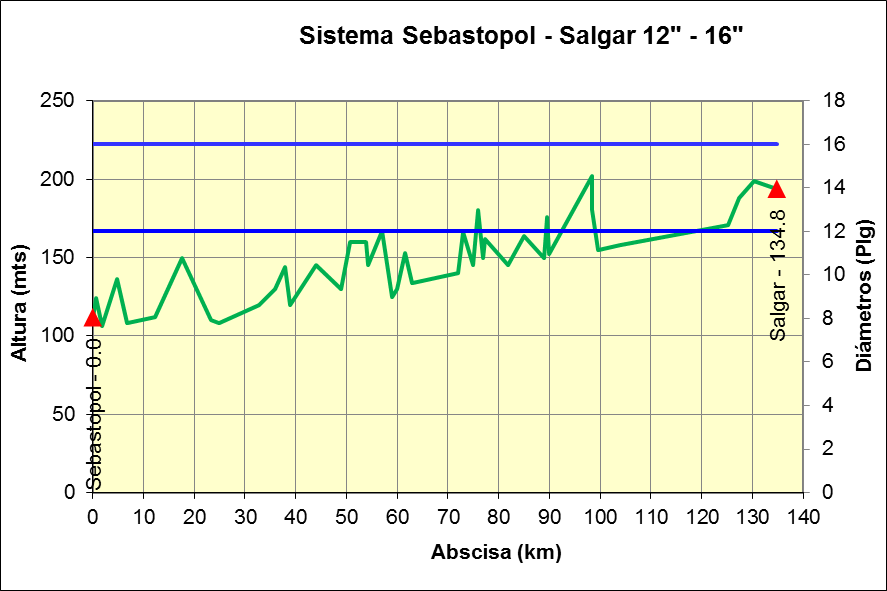 Sistema Sebastopol - Salgar 12" - 16"
250
200
150
100
50
0
Altura (mts)
18
16
14
12
10
8
6
4
2
0
Diámetros (Plg)
Sebastopol - 0.0
Salgar - 134.8
0 10 20 30 40 50 60 70 80 90 100 110 120 130 140
Abscisa (km)